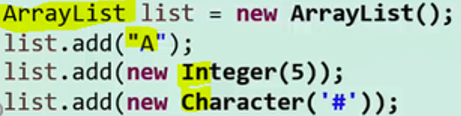 ArrayList list = new ArrayList();
list.add("A");
list.add(new Integer(5));
list.add(new Character('#'));